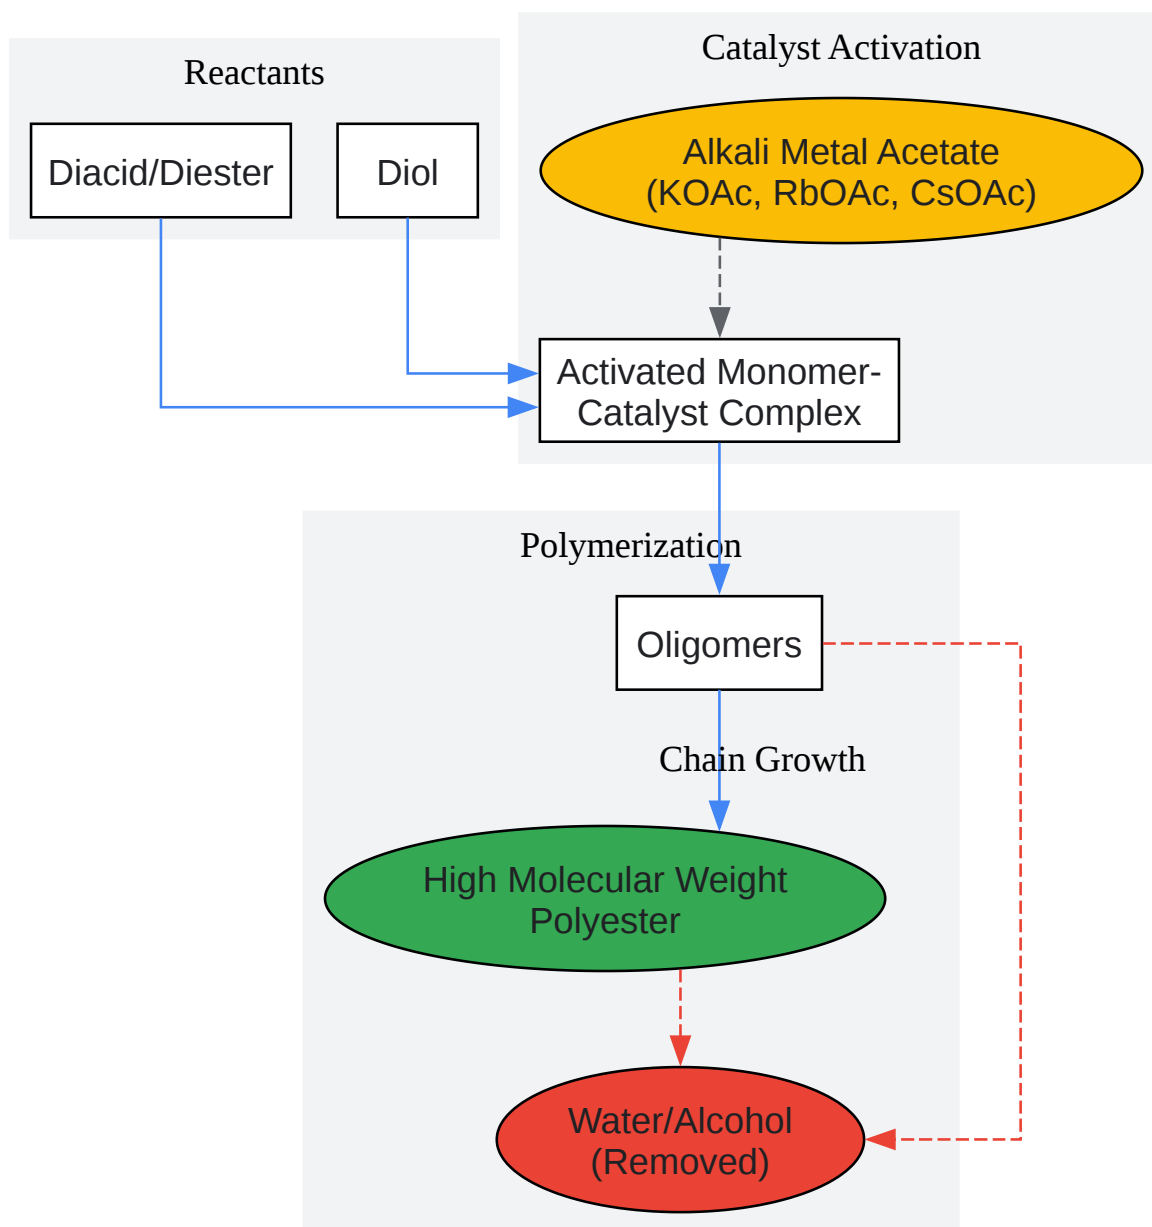 Reactants
Diacid/Diester
Diol
Catalyst Activation
Alkali Metal Acetate
(KOAc, RbOAc, CsOAc)
Activated Monomer-
Catalyst Complex
Polymerization
Oligomers
Chain Growth
High Molecular Weight
Polyester
Water/Alcohol
(Removed)